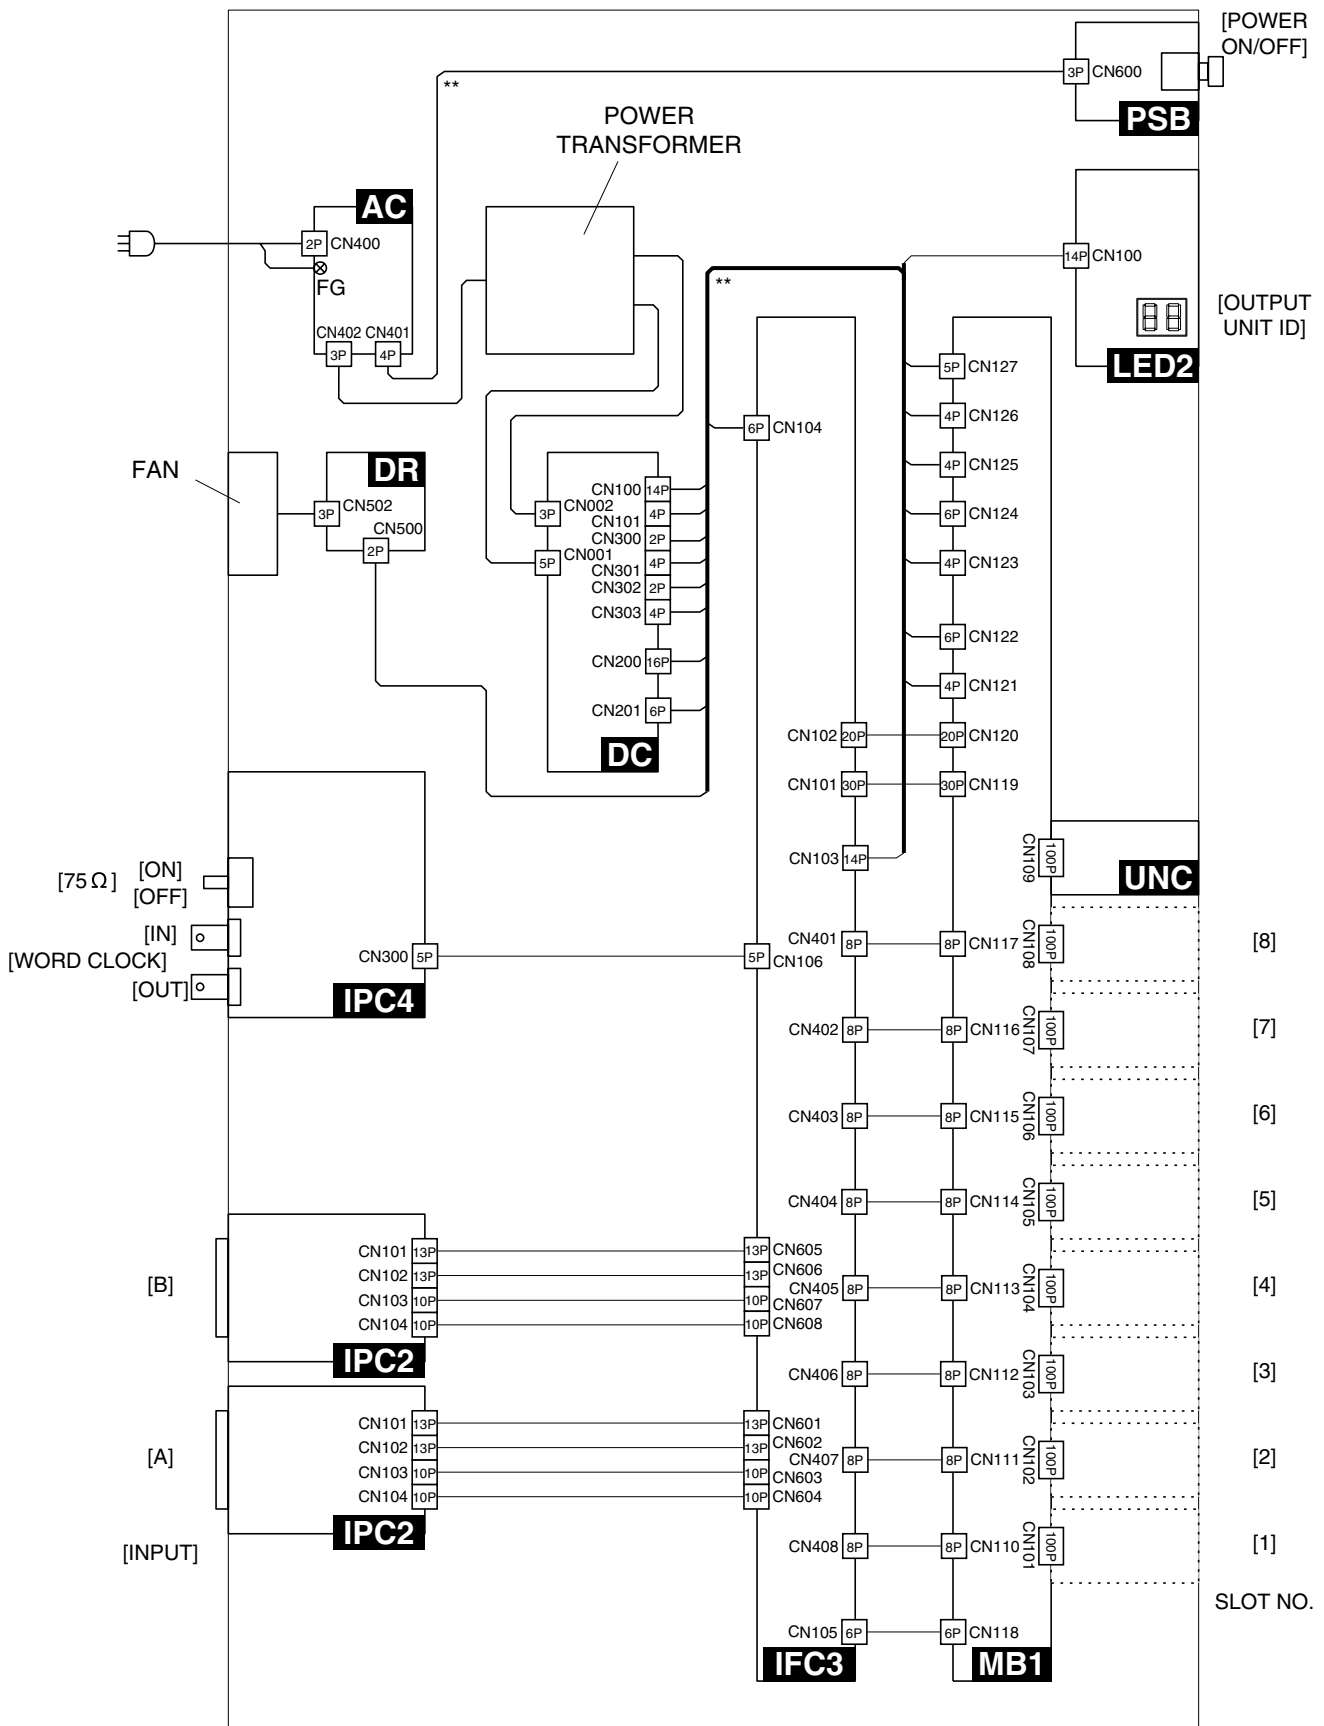 [POWER
ON/OFF]
**
3P CN600
PSB
POWER
TRANSFORMER
AC
2P CN400
FG
14P CN100
**
[OUTPUT
UNIT ID]
LED2
CN402 CN401
3P 4P
5P CN127
4P CN126
6P CN104
4P CN125
FAN
DR
3P CN502
CN500
2P
CN100 14P
3P CN002
CN101 4P
CN300 2P
5P CN001
CN301 4P
CN302 2P
CN303 4P
CN200 16P
CN201 6P
DC
6P CN124
4P CN123
6P CN122
4P CN121
CN102 20P 20P CN120
CN101 30P 30P CN119
CN103 14P
CN109 100P
UNC
[75Ω] [ON]
[OFF]
[IN]
[WORD CLOCK]
[OUT]
CN300 5P
5P CN106
IPC4
CN401 8P 8P CN117 CN108 100P [8]
CN402 8P 8P CN116 CN107 100P [7]
CN403 8P 8P CN115 CN106 100P [6]
CN404 8P 8P CN114 CN105 100P [5]
[B]
CN101 13P 13P CN605
CN102 13P 13P CN606
CN103 10P 10P CN607
CN104 10P 10P CN608
IPC2
CN405 8P 8P CN113 CN104 100P [4]
CN406 8P 8P CN112 CN103 100P [3]
[A]
CN101 13P 13P CN601
CN102 13P 13P CN602
CN103 10P 10P CN603
CN104 10P 10P CN604
IPC2
[INPUT]
CN407 8P 8P CN111 CN102 100P [2]
CN408 8P 8P CN110 CN101 100P [1]
SLOT NO.
CN105 6P 6P CN118
IFC3
MB1